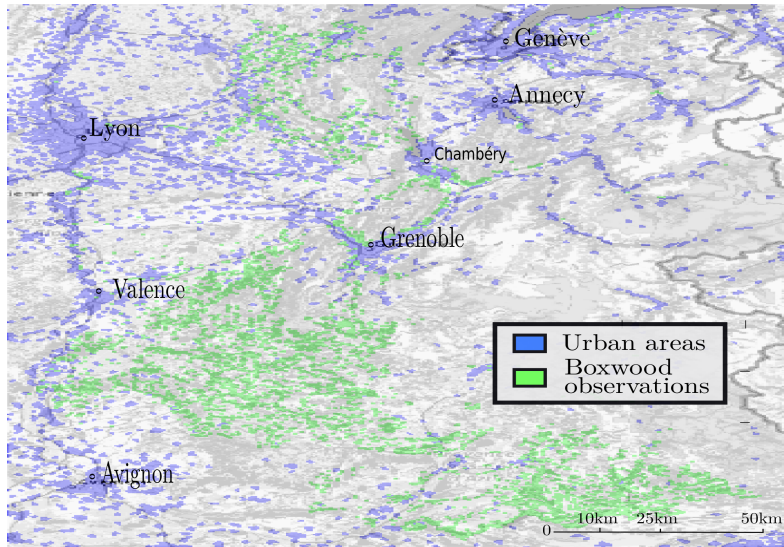 Genève
Annecy
Lyon
Chambéry
Grenoble
Valence
Urban areas
Boxwood
observations
Avignon
0 10km 25km 50km